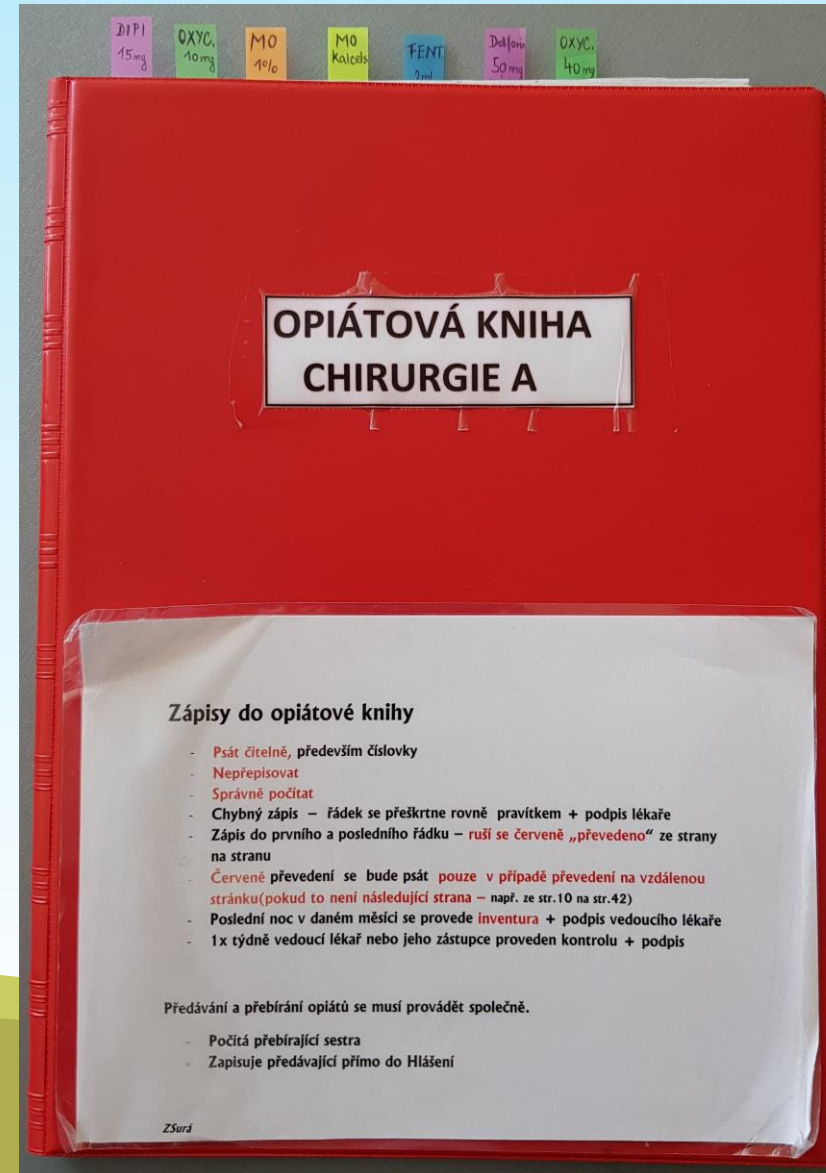 DIPI
15mg
OXYC.
10mg
MO
1%
MO
Kalcels
FENT.
2ml
Dolforin
50mg
OXYC.
40mg
OPIÁTOVÁ KNIHA
CHIRURGIE A
Zápisy do opiátové knihy
- Psát čitelně, především číslovky
- Nepřepisovat
- Správně počítat
- Chybný zápis – řádek se přeškrtne rovně pravítkem + podpis lékaře
- Zápis do prvního a posledního řádku – ruší se červeně „převedeno“ ze strany
na stranu
- Červeně převedení se bude psát pouze v případě převedení na vzdálenou
stránku(pokud to není následující strana – např. ze str.10 na str.42)
- Poslední noc v daném měsíci se provede inventura + podpis vedoucího lékaře
- 1x týdně vedoucí lékař nebo jeho zástupce proveden kontrolu + podpis
Předávání a přebírání opiátů se musí provádět společně.
- Počítá přebírající sestra
- Zapisuje předávající přímo do Hlášení
ZSurá